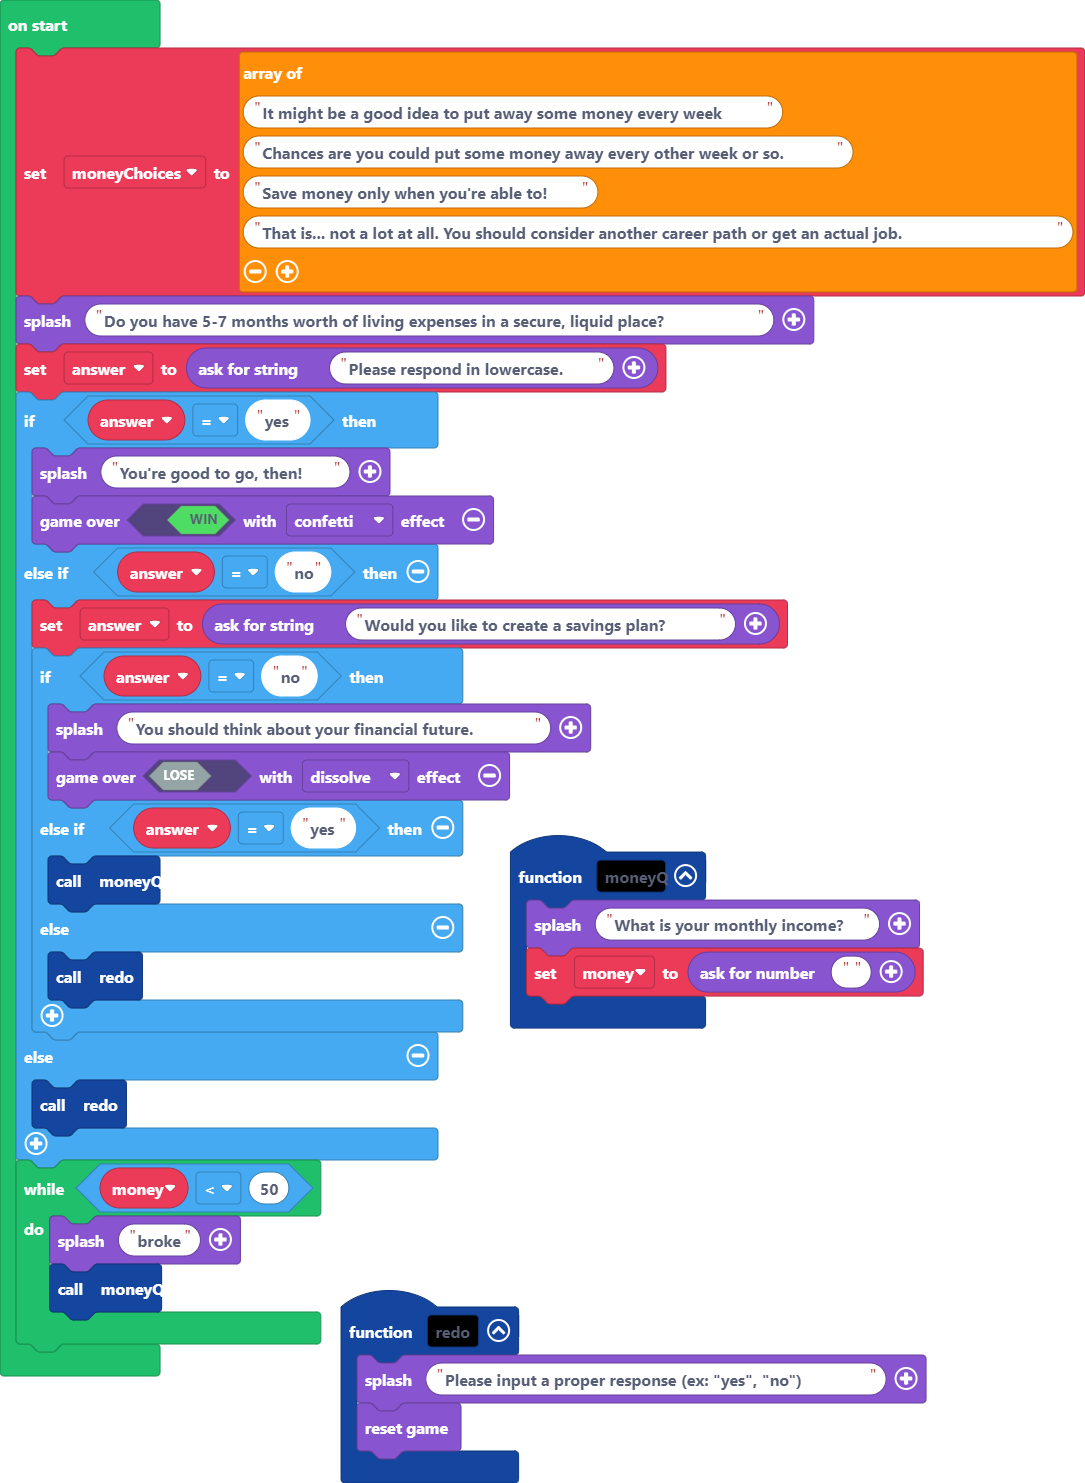 on start
set moneyChoices to array of
"It might be a good idea to put away some money every week"
"Chances are you could put some money away every other week or so."
"Save money only when you're able to!"
"That is... not a lot at all. You should consider another career path or get an actual job."
splash "Do you have 5-7 months worth of living expenses in a secure, liquid place?"
set answer to ask for string "Please respond in lowercase."
if answer = "yes" then
splash "You're good to go, then!"
game over WIN with confetti effect
else if answer = "no" then
set answer to ask for string "Would you like to create a savings plan?"
if answer = "no" then
splash "You should think about your financial future."
game over LOSE with dissolve effect
else if answer = "yes" then
call moneyQ
else
call redo
else
call redo
while money < 50
do splash "broke"
call moneyQ
function moneyQ
splash "What is your monthly income?"
set money to ask for number " "
function redo
splash "Please input a proper response (ex: "yes", "no")"
reset game